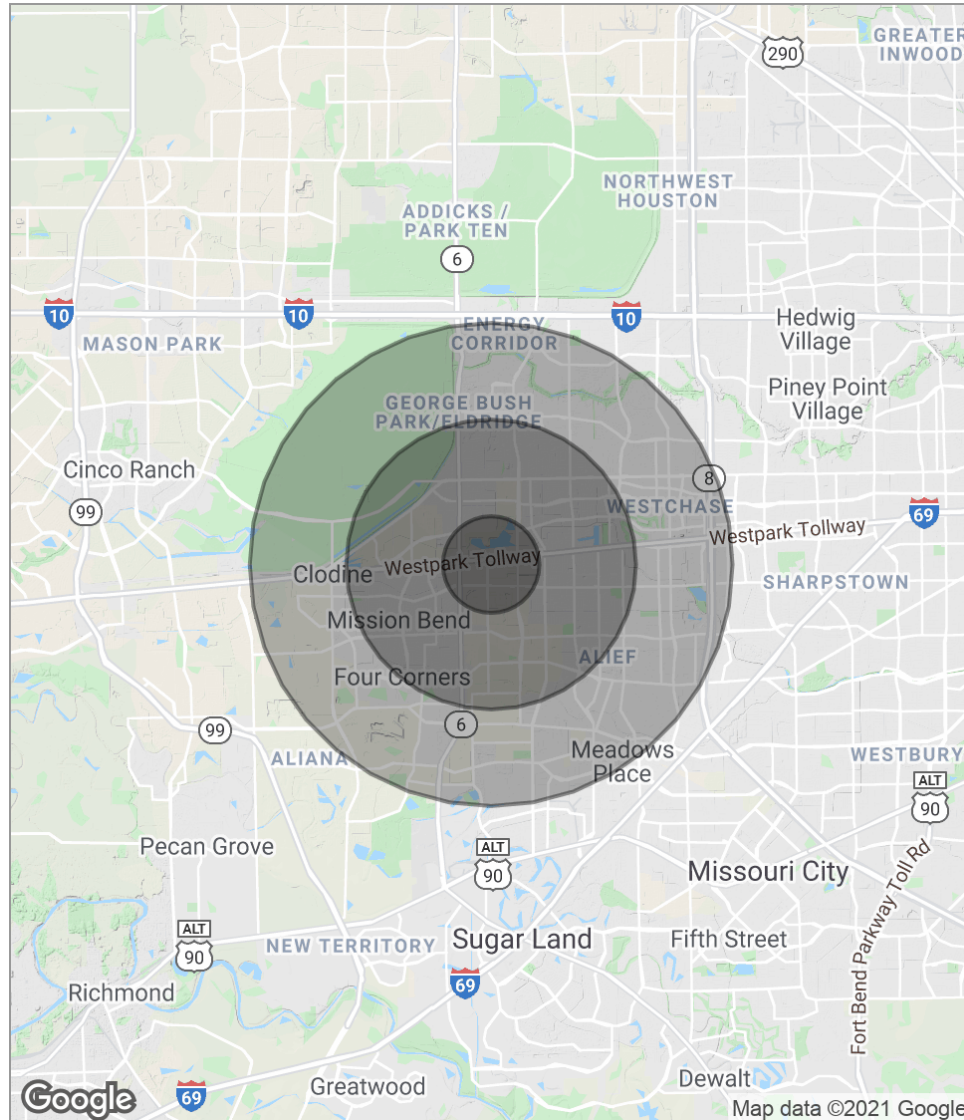 GREATER
INWOOD
290
NORTHWEST
HOUSTON
ADDICKS /
PARK TEN
6
10
10
10
ENERGY
CORRIDOR
Hedwig
Village
MASON PARK
Piney Point
Village
GEORGE BUSH
PARK/ELDRIDGE
Cinco Ranch
8
99
WESTCHASE
69
Westpark Tollway
Westpark Tollway
Clodine
SHARPSTOWN
Mission Bend
ALIEF
Four Corners
6
99
ALIANA
Meadows
Place
WESTBURY
ALT
90
Pecan Grove
ALT
90
Missouri City
Fort Bend Parkway Toll Rd
ALT
90
NEW TERRITORY
Sugar Land
Fifth Street
69
Richmond
Greatwood
Dewalt
69
Google
Map data ©2021 Google